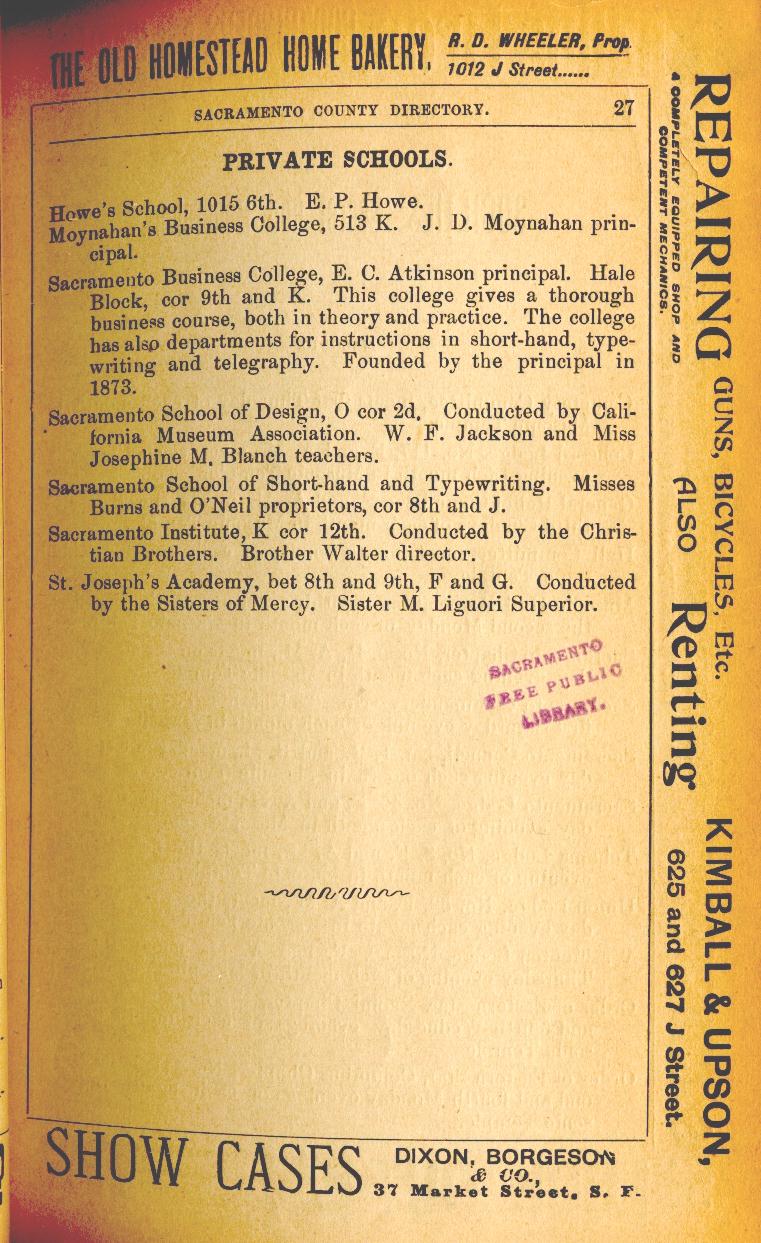 THE OLD HOMESTEAD HOME BAKERY, R. D. WHEELER, Prop.
1012 J Street......
SACRAMENTO COUNTY DIRECTORY. 27
PRIVATE SCHOOLS.
Howe's School, 1015 6th. E. P. Howe.
Moynahan's Business College, 513 K. J. D. Moynahan prin-
cipal.
Sacramento Business College, E. C. Atkinson principal. Hale
Block, cor 9th and K. This college gives a thorough
business course, both in theory and practice. The college
has also departments for instructions in short-hand, type-
writing and telegraphy. Founded by the principal in
1873.
Sacramento School of Design, O cor 2d. Conducted by Cali-
fornia Museum Association. W. F. Jackson and Miss
Josephine M. Blanch teachers.
Sacramento School of Short-hand and Typewriting. Misses
Burns and O'Neil proprietors, cor 8th and J.
Sacramento Institute, K cor 12th. Conducted by the Chris-
tian Brothers. Brother Walter director.
St. Joseph's Academy, bet 8th and 9th, F and G. Conducted
by the Sisters of Mercy. Sister M. Liguori Superior.
SACRAMENTO
FREE PUBLIC
LIBRARY.
SHOW CASES DIXON, BORGESON
& CO.,
37 Market Street, S. F.
REPAIRING GUNS, BICYCLES, Etc. KIMBALL & UPSON,
A COMPLETELY EQUIPPED SHOP AND
COMPETENT MECHANICS.
ALSO Renting 625 and 627 J Street.